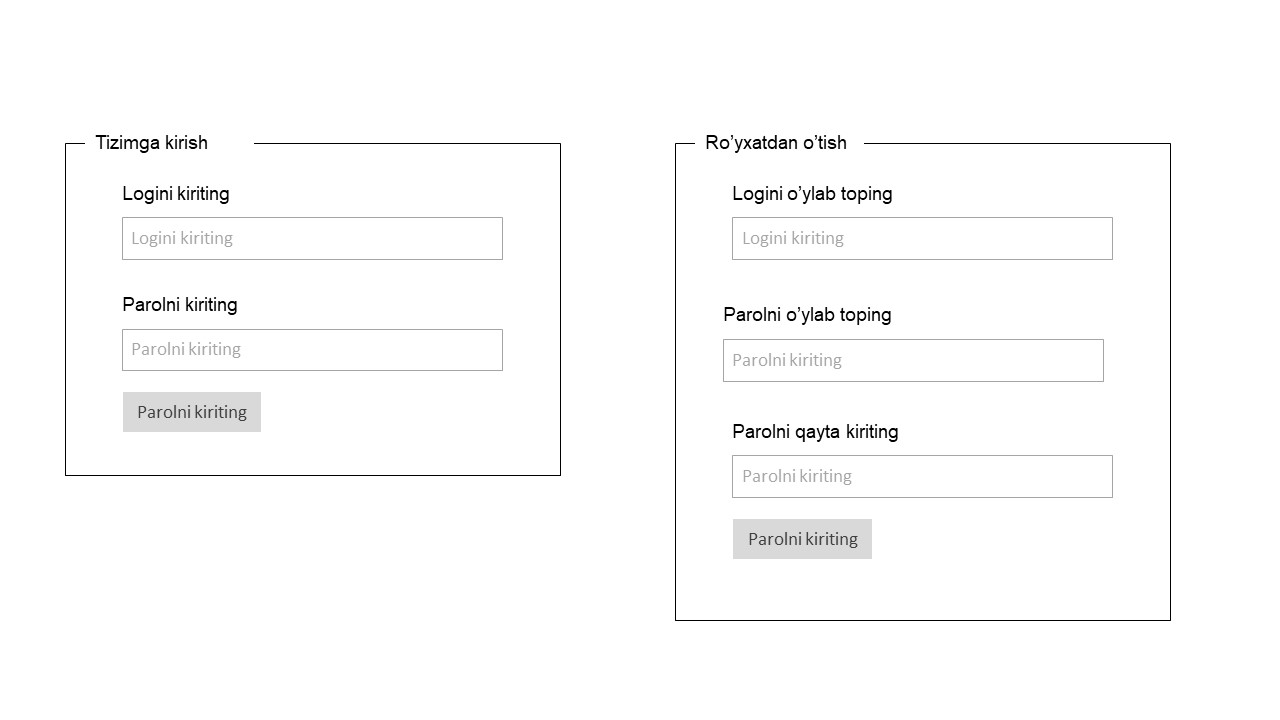 Tizimga kirish
Logini kiriting
Logini kiriting
Parolni kiriting
Parolni kiriting
Parolni kiriting
Ro’yxatdan o’tish
Logini o’ylab toping
Logini kiriting
Parolni o’ylab toping
Parolni kiriting
Parolni qayta kiriting
Parolni kiriting
Parolni kiriting